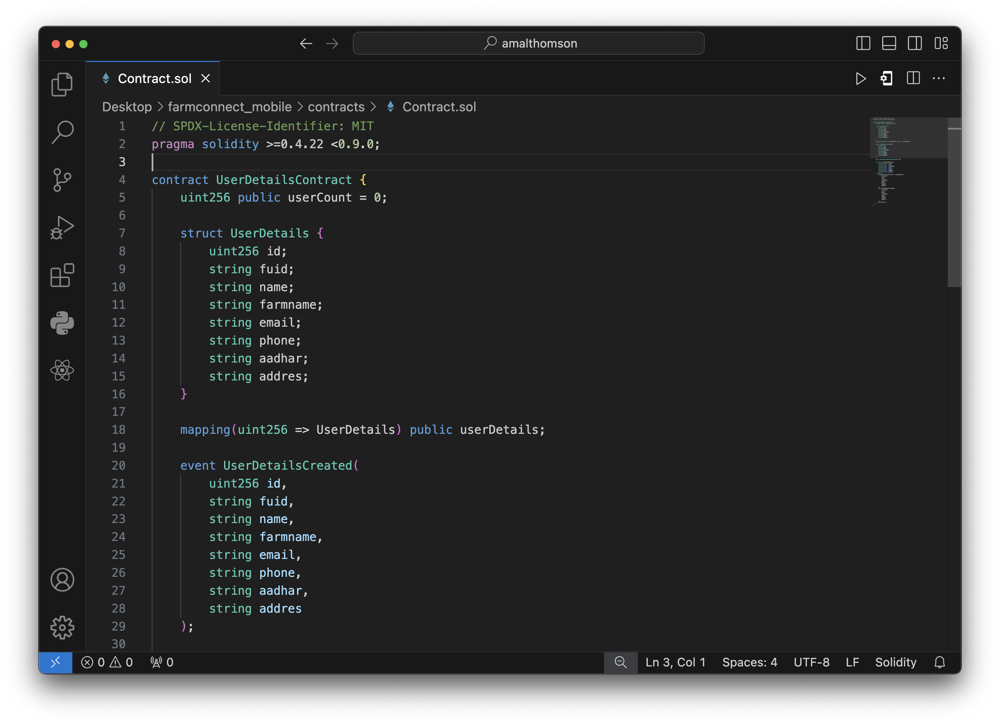 amalthomson
Contract.sol
Desktop > farmconnect_mobile > contracts > Contract.sol
1 // SPDX-License-Identifier: MIT
2 pragma solidity >=0.4.22 <0.9.0;
3
4 contract UserDetailsContract {
5     uint256 public userCount = 0;
6
7     struct UserDetails {
8         uint256 id;
9         string fuid;
10         string name;
11         string farmname;
12         string email;
13         string phone;
14         string aadhar;
15         string addres;
16     }
17
18     mapping(uint256 => UserDetails) public userDetails;
19
20     event UserDetailsCreated(
21         uint256 id,
22         string fuid,
23         string name,
24         string farmname,
25         string email,
26         string phone,
27         string aadhar,
28         string addres
29     );
30
0 0 0 Ln 3, Col 1 Spaces: 4 UTF-8 LF Solidity